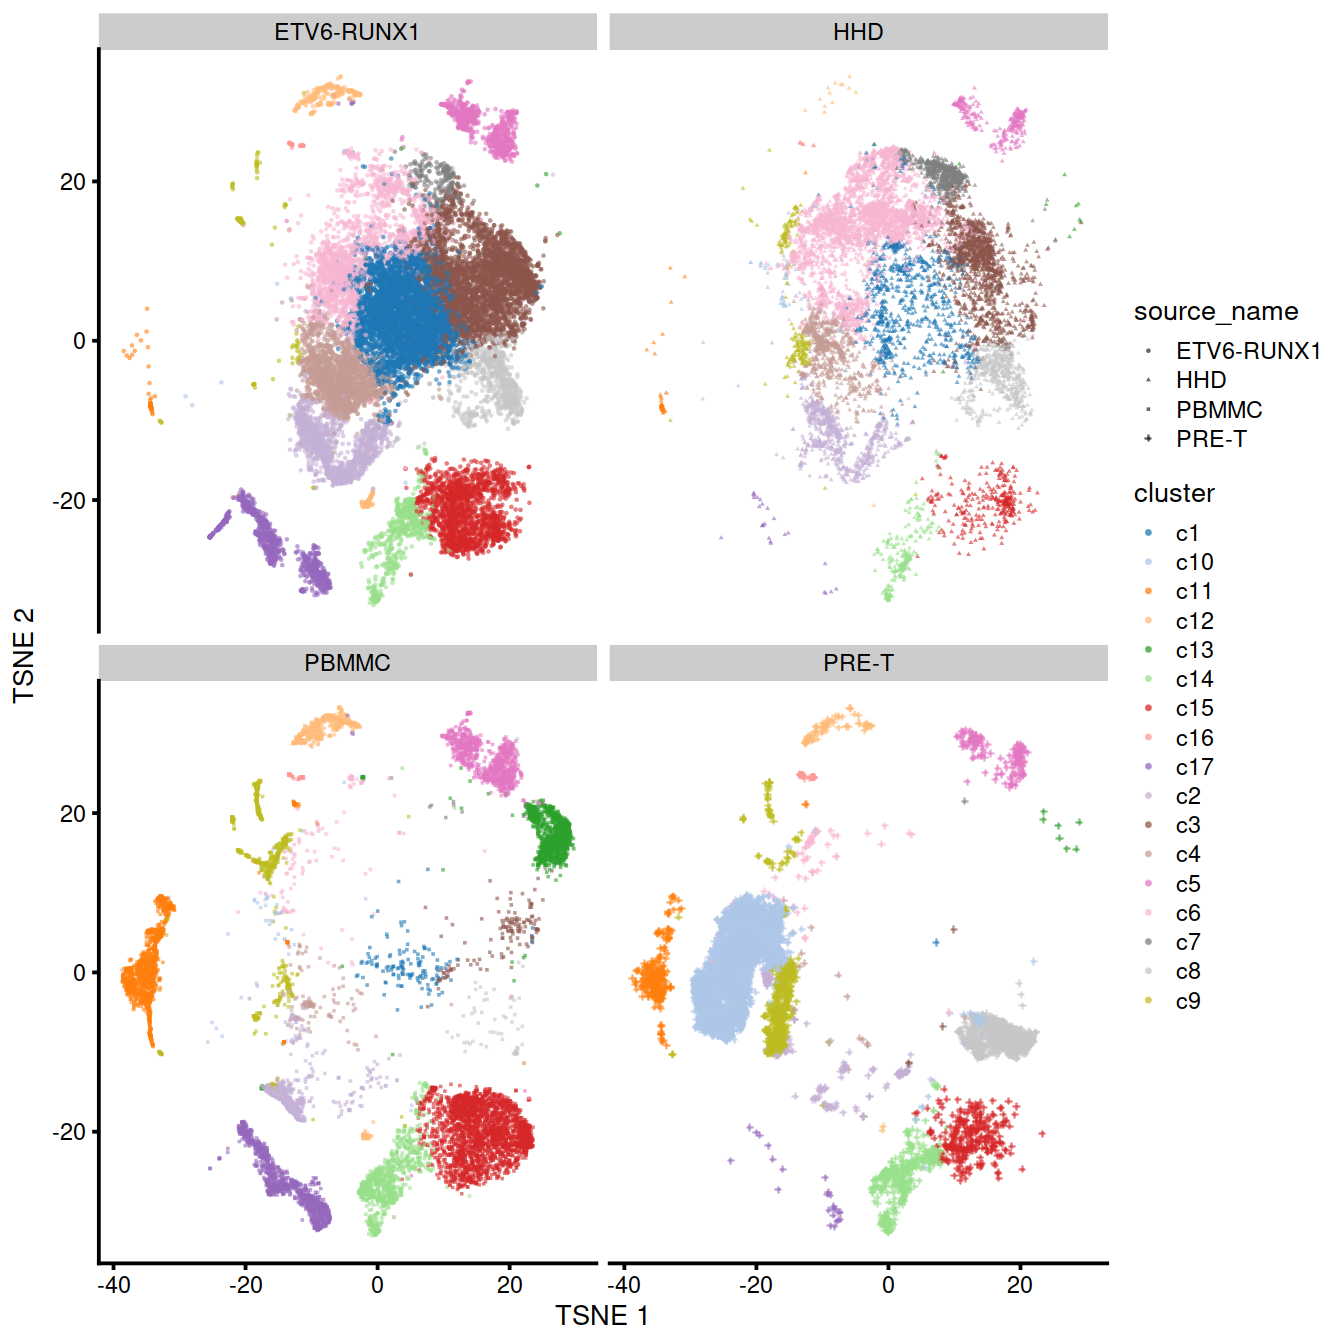 ETV6-RUNX1
HHD
20
0
-20
PBMMC
PRE-T
20
0
-20
-40
-20
0
20
-40
-20
0
20
TSNE 1
TSNE 2
source_name
ETV6-RUNX1
HHD
PBMMC
PRE-T
cluster
c1
c10
c11
c12
c13
c14
c15
c16
c17
c2
c3
c4
c5
c6
c7
c8
c9